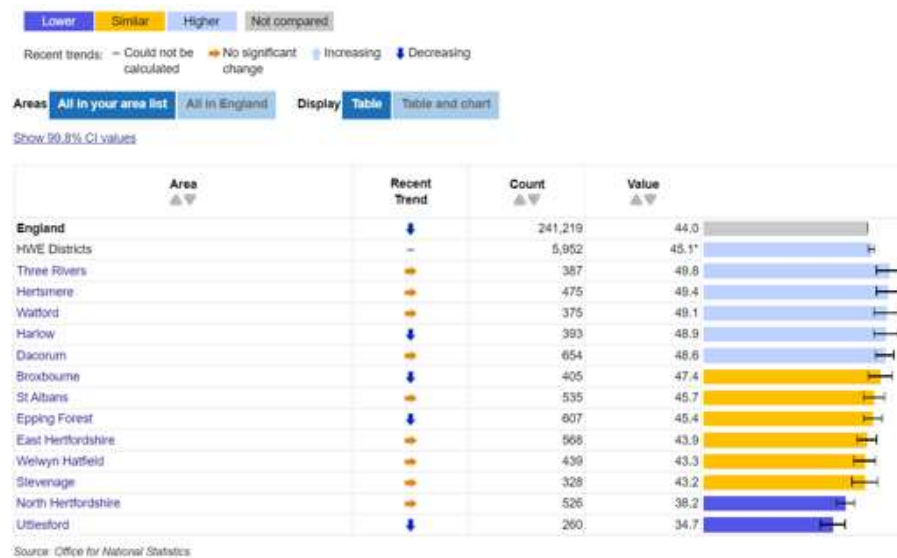 Lower Similar Higher Not compared
Recent trends: – Could not be calculated No significant change Increasing Decreasing
Areas All in your area list All in England Display Table Table and chart
Show 99.8% CI values
Area Recent Trend Count Value
England 241,219 44.0
HWE Districts – 5,952 45.1*
Three Rivers 387 49.8
Hertsmere 475 49.4
Watford 375 49.1
Harlow 393 48.9
Dacorum 654 48.6
Broxbourne 405 47.4
St Albans 535 45.7
Epping Forest 607 45.4
East Hertfordshire 568 43.9
Welwyn Hatfield 439 43.3
Stevenage 328 43.2
North Hertfordshire 526 38.2
Uttlesford 260 34.7
Source: Office for National Statistics